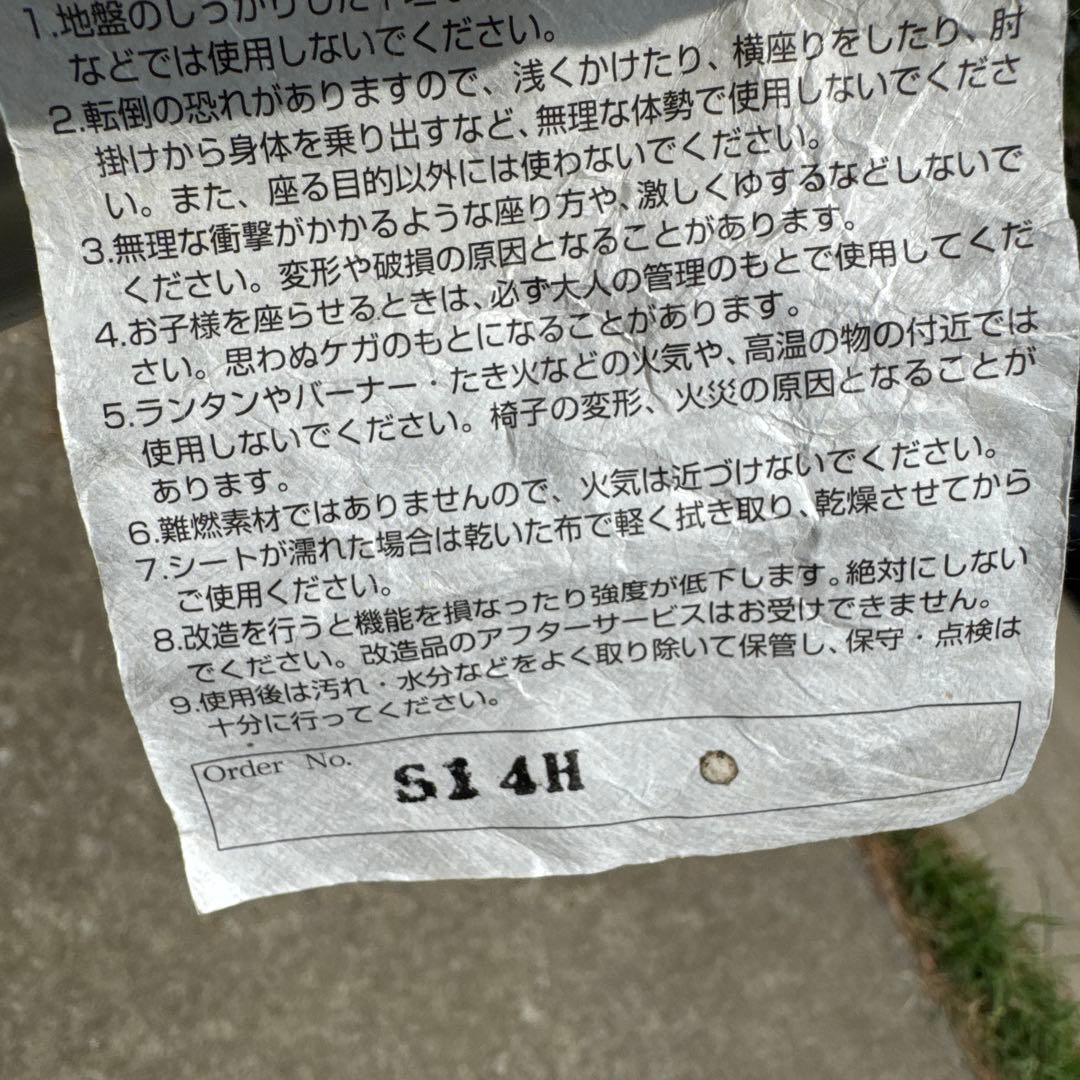 1.地盤のしっかりした
などでは使用しないでください。
2.転倒の恐れがありますので、浅くかけたり、横座りをしたり、肘
掛けから身体を乗り出すなど、無理な体勢で使用しないでくださ
い。また、座る目的以外には使わないでください。
3.無理な衝撃がかかるような座り方や、激しくゆするなどしないで
ください。変形や破損の原因となることがあります。
4.お子様を座らせるときは、必ず大人の管理のもとで使用してくだ
さい。思わぬケガのもとになることがあります。
5.ランタンやバーナー・たき火などの火気や、高温の物の付近では
使用しないでください。椅子の変形、火災の原因となることが
あります。
6.難燃素材ではありませんので、火気は近づけないでください。
7.シートが濡れた場合は乾いた布で軽く拭き取り、乾燥させてから
ご使用ください。
8.改造を行うと機能を損なったり強度が低下します。絶対にしない
でください。改造品のアフターサービスはお受けできません。
9.使用後は汚れ・水分などをよく取り除いて保管し、保守・点検は
十分に行ってください。
Order No. S14H